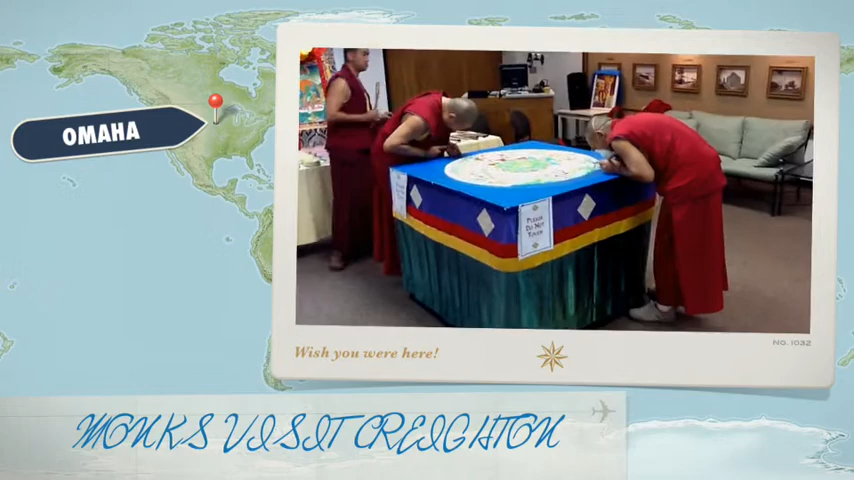 OMAHA
PLEASE
DO NOT
TOUCH
Wish you were here!
NO. 1032
MONKS VISIT CREIGHTON